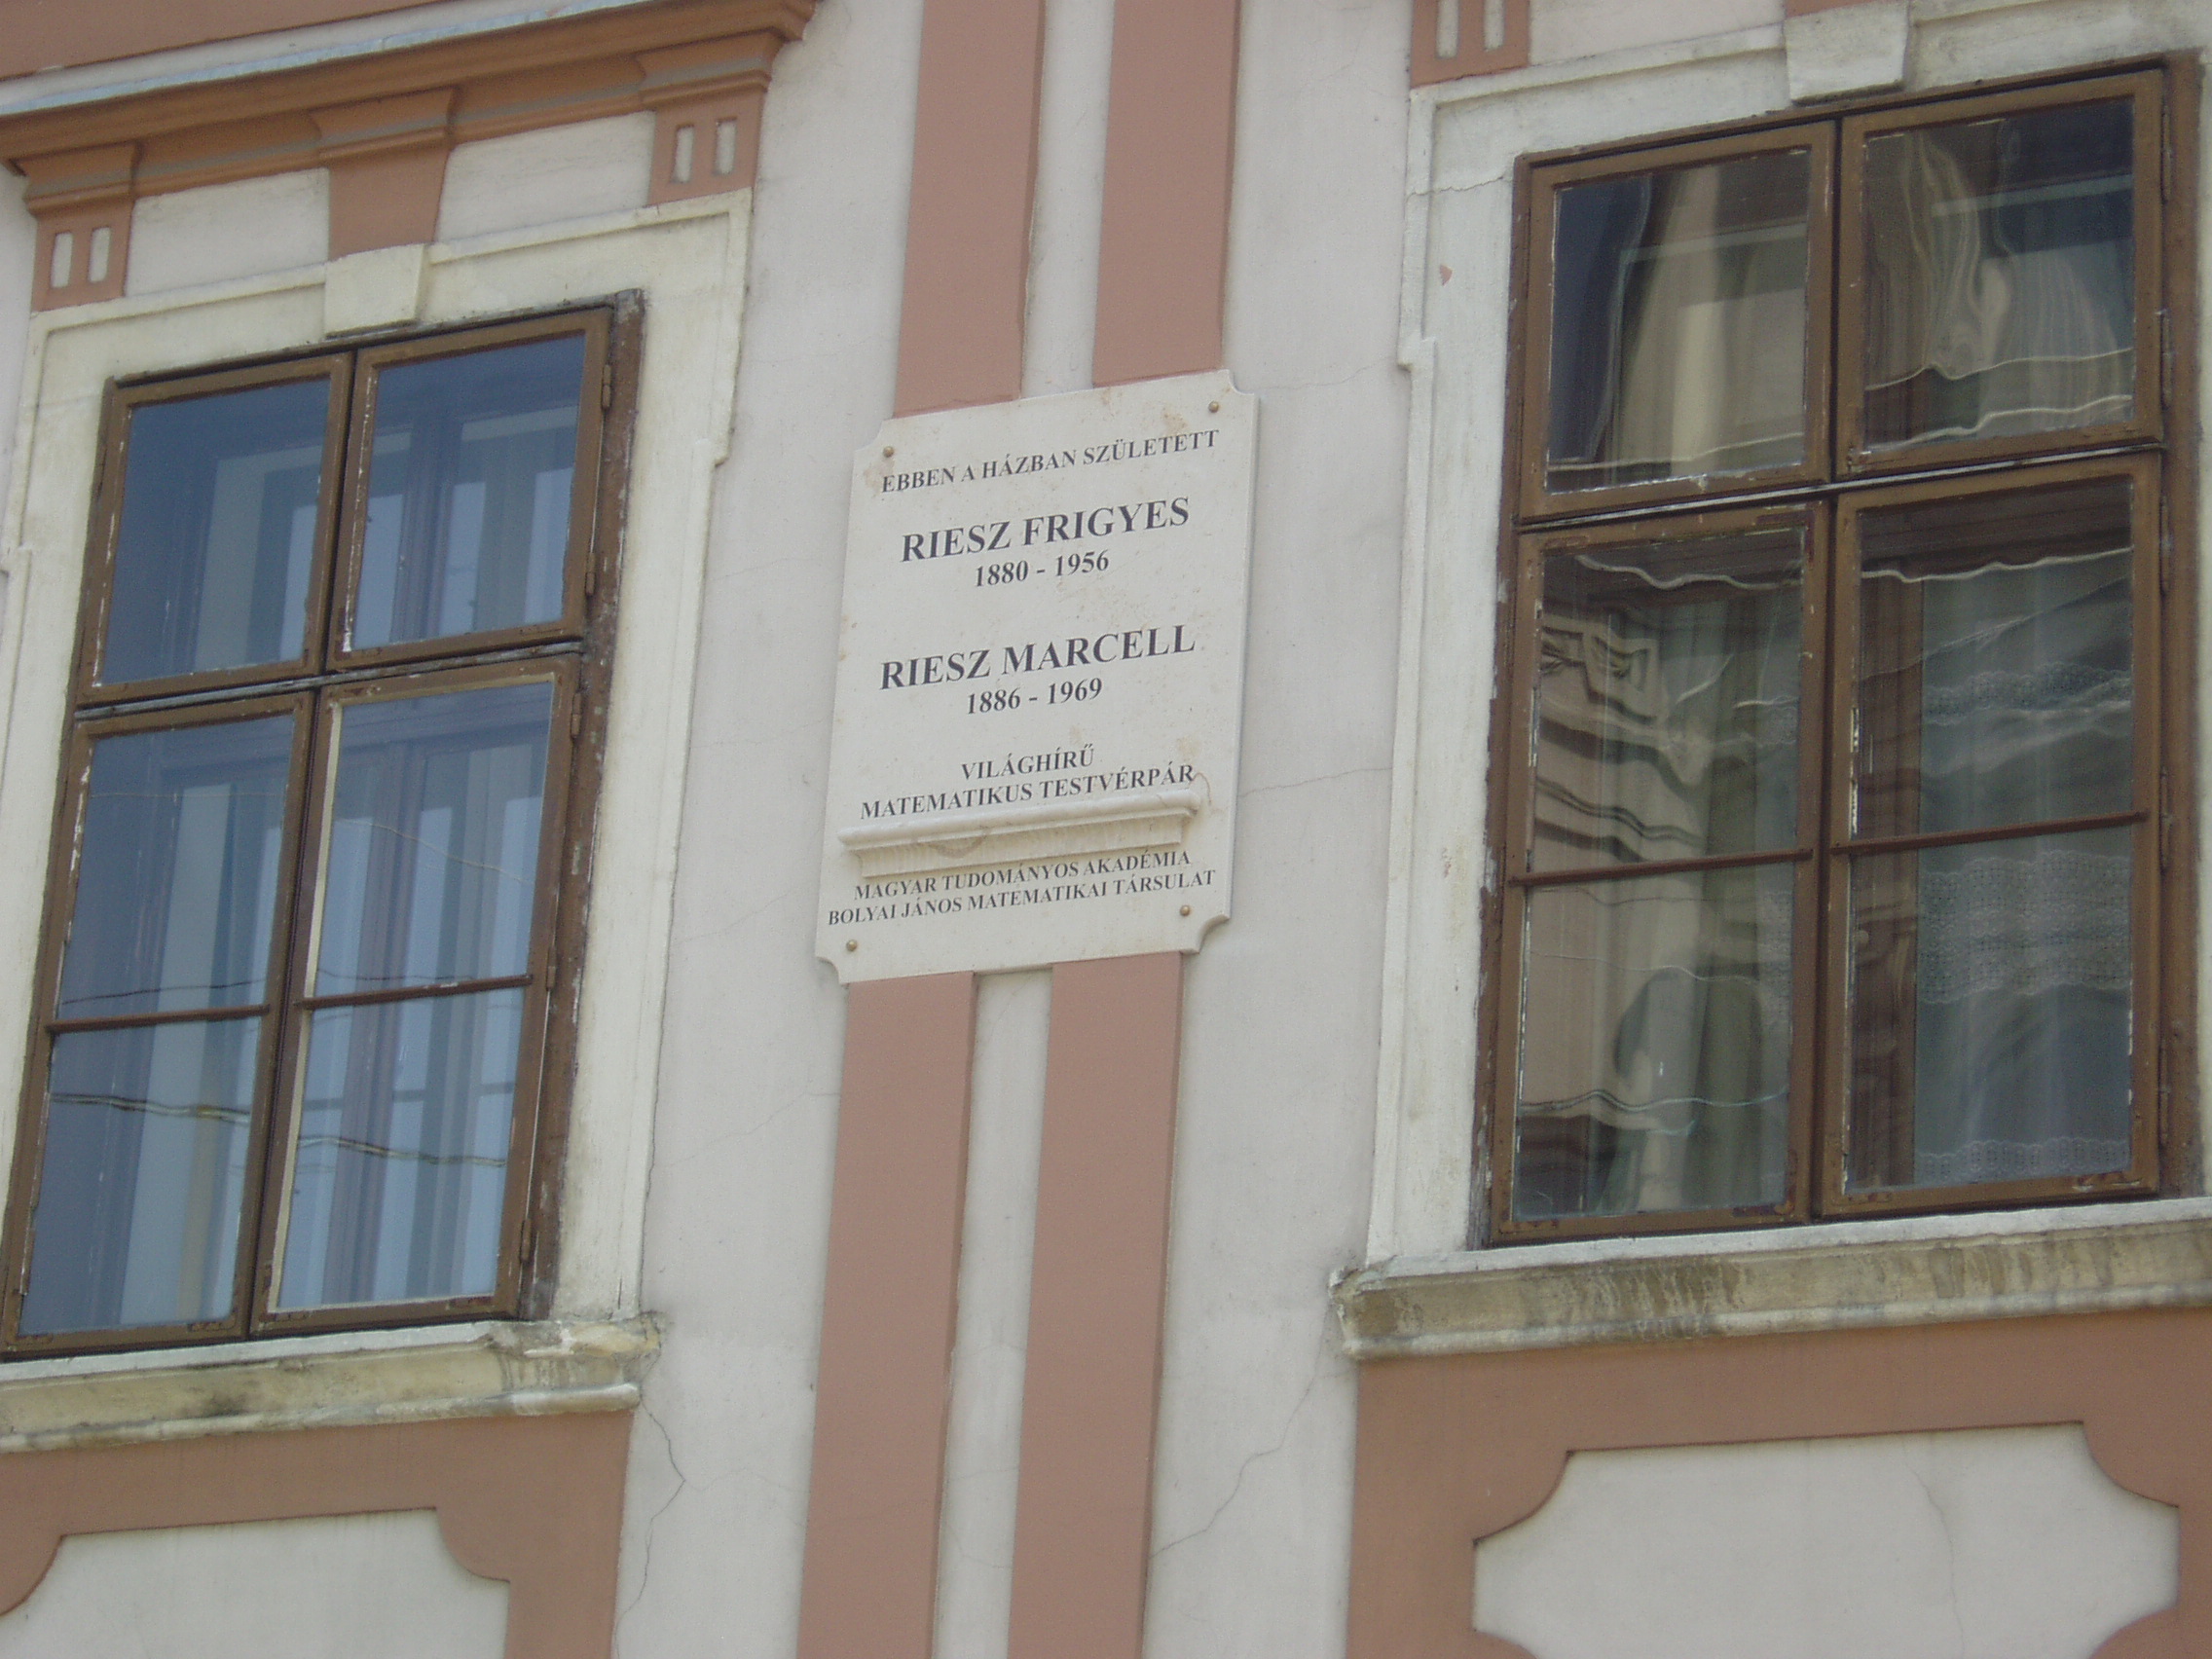 EBBEN A HÁZBAN SZÜLETETT
RIESZ FRIGYES
1880 - 1956
RIESZ MARCELL
1886 - 1969
VILÁGHÍRŰ
MATEMATIKUS TESTVÉRPÁR
MAGYAR TUDOMÁNYOS AKADÉMIA
BOLYAI JÁNOS MATEMATIKAI TÁRSULAT